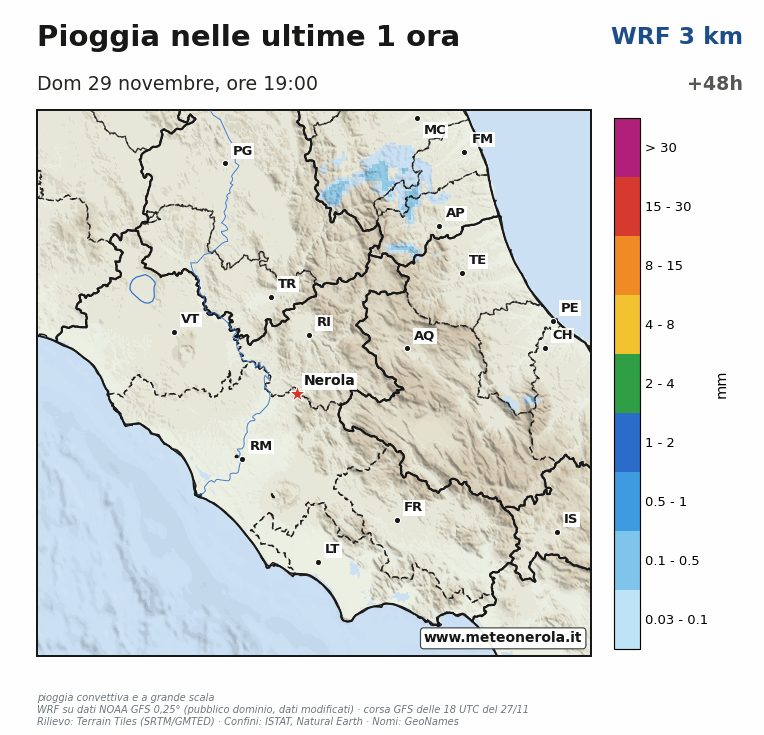 Pioggia nelle ultime 1 ora
WRF 3 km
Dom 29 novembre, ore 19:00
+48h
MC
FM
PG
AP
TE
TR
PE
VT
RI
AQ
CH
Nerola
RM
FR
IS
LT
www.meteonerola.it
> 30
15 - 30
8 - 15
4 - 8
2 - 4
1 - 2
0.5 - 1
0.1 - 0.5
0.03 - 0.1
mm
pioggia convettiva e a grande scala
WRF su dati NOAA GFS 0,25° (pubblico dominio, dati modificati) · corsa GFS delle 18 UTC del 27/11
Rilievo: Terrain Tiles (SRTM/GMTED) · Confini: ISTAT, Natural Earth · Nomi: GeoNames